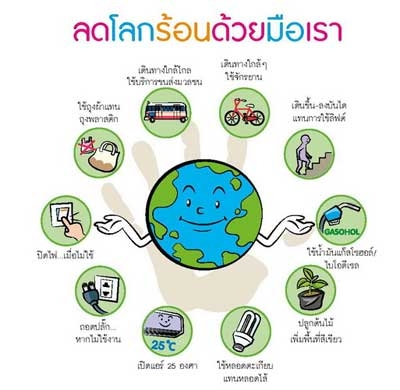 ลดโลกร้อนด้วยมือเรา
เดินทางใกล้ไกล
ใช้บริการขนส่งมวลชน
เดินทางใกล้ๆ
ใช้จักรยาน
ใช้ถุงผ้าแทน
ถุงพลาสติก
เดินขึ้น-ลงบันได
แทนการใช้ลิฟต์
ปิดไฟ...เมื่อไม่ใช้
GASOHOL
ใช้น้ำมันแก๊สโซฮอล์/
ไบโอดีเซล
ถอดปลั๊ก...
หากไม่ใช้งาน
25°C
เปิดแอร์ 25 องศา
ใช้หลอดตะเกียบ
แทนหลอดไส้
ปลูกต้นไม้
เพิ่มพื้นที่สีเขียว